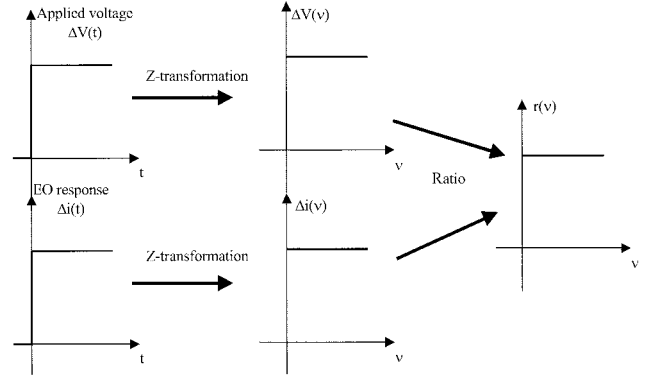 Applied voltage
ΔV(t)
Z-transformation
t
ΔV(ν)
ν
EO response
Δi(t)
Z-transformation
t
Δi(ν)
ν
Ratio
r(ν)
ν